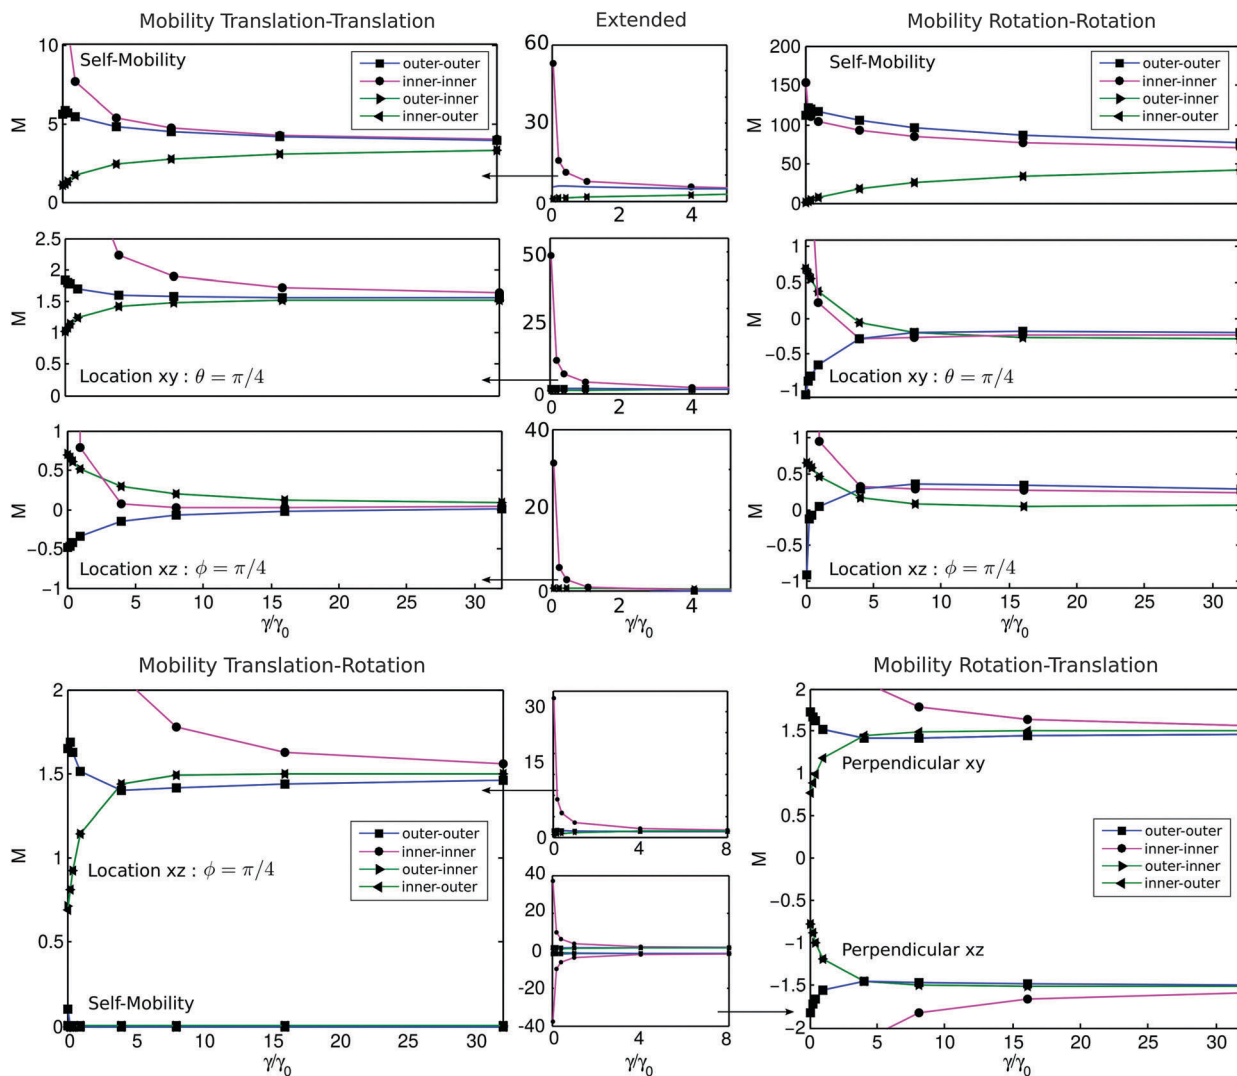 Mobility Translation-Translation
Extended
Mobility Rotation-Rotation
10
5
0
M
Self-Mobility
outer-outer
inner-inner
outer-inner
inner-outer
60
30
0
0 2 4
200
150
100
50
0
M
Self-Mobility
outer-outer
inner-inner
outer-inner
inner-outer
2.5
2
1.5
1
0.5
0
M
Location xy : θ = π/4
50
25
0
0 2 4
1
0.5
0
−0.5
−1
M
Location xy : θ = π/4
1
0.5
0
−0.5
−1
M
Location xz : ϕ = π/4
0 5 10 15 20 25 30
γ/γ0
40
20
0
0 2 4
γ/γ0
1
0.5
0
−0.5
−1
M
Location xz : ϕ = π/4
0 5 10 15 20 25 30
γ/γ0
Mobility Translation-Rotation
Mobility Rotation-Translation
2
1.5
1
0.5
0
M
Location xz : ϕ = π/4
outer-outer
inner-inner
outer-inner
inner-outer
Self-Mobility
0 5 10 15 20 25 30
γ/γ0
30
15
0
0 4 8
40
20
0
-20
-40
0 4 8
γ/γ0
2
1.5
1
0.5
0
−0.5
−1
−1.5
−2
M
Perpendicular xy
outer-outer
inner-inner
outer-inner
inner-outer
Perpendicular xz
0 5 10 15 20 25 30
γ/γ0